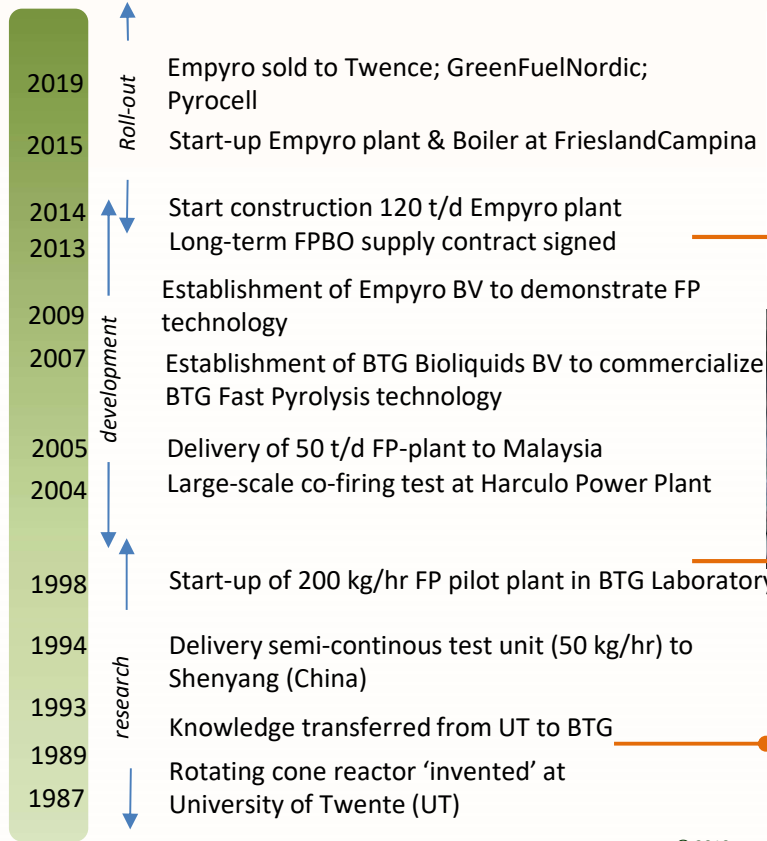 2019
Empyro sold to Twence; GreenFuelNordic;
Pyrocell
Roll-out
2015
Start-up Empyro plant & Boiler at FrieslandCampina
2014
Start construction 120 t/d Empyro plant
2013
Long-term FPBO supply contract signed
2009
Establishment of Empyro BV to demonstrate FP
technology
development
2007
Establishment of BTG Bioliquids BV to commercialize
BTG Fast Pyrolysis technology
2005
Delivery of 50 t/d FP-plant to Malaysia
2004
Large-scale co-firing test at Harculo Power Plant
1998
Start-up of 200 kg/hr FP pilot plant in BTG Laboratory
1994
Delivery semi-continous test unit (50 kg/hr) to
Shenyang (China)
research
1993
Knowledge transferred from UT to BTG
1989
Rotating cone reactor ‘invented’ at
1987
University of Twente (UT)